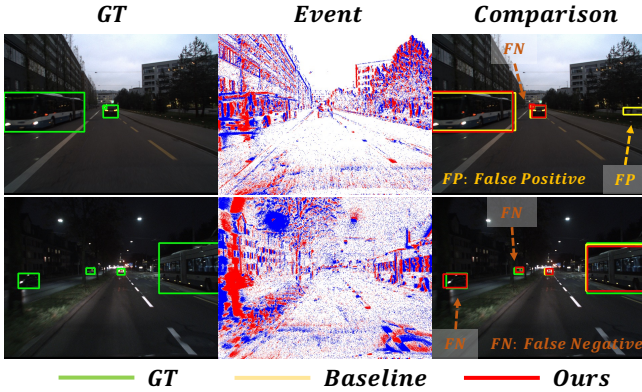 GT Event Comparison
FN
FP: False Positive
FP
FN
FN
FN: False Negative
GT Baseline Ours